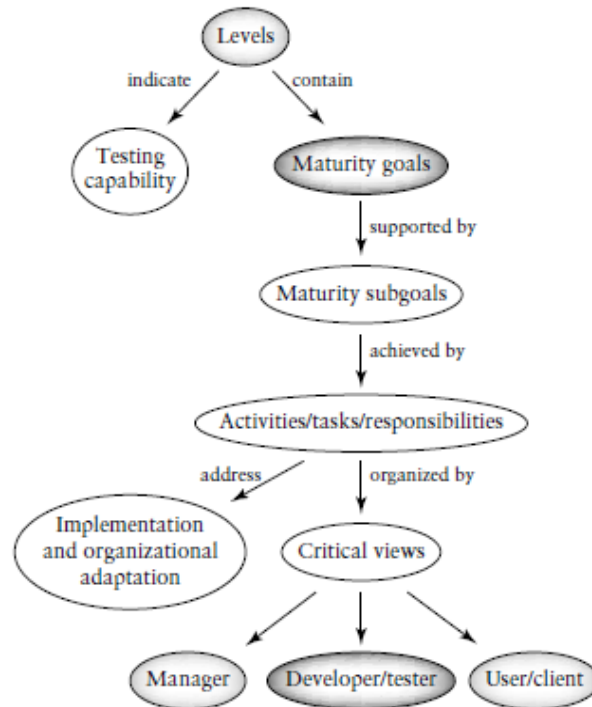 Levels
indicate
contain
Testing
capability
Maturity goals
supported by
Maturity subgoals
achieved by
Activities/tasks/responsibilities
address
organized by
Implementation
and organizational
adaptation
Critical views
Manager
Developer/tester
User/client